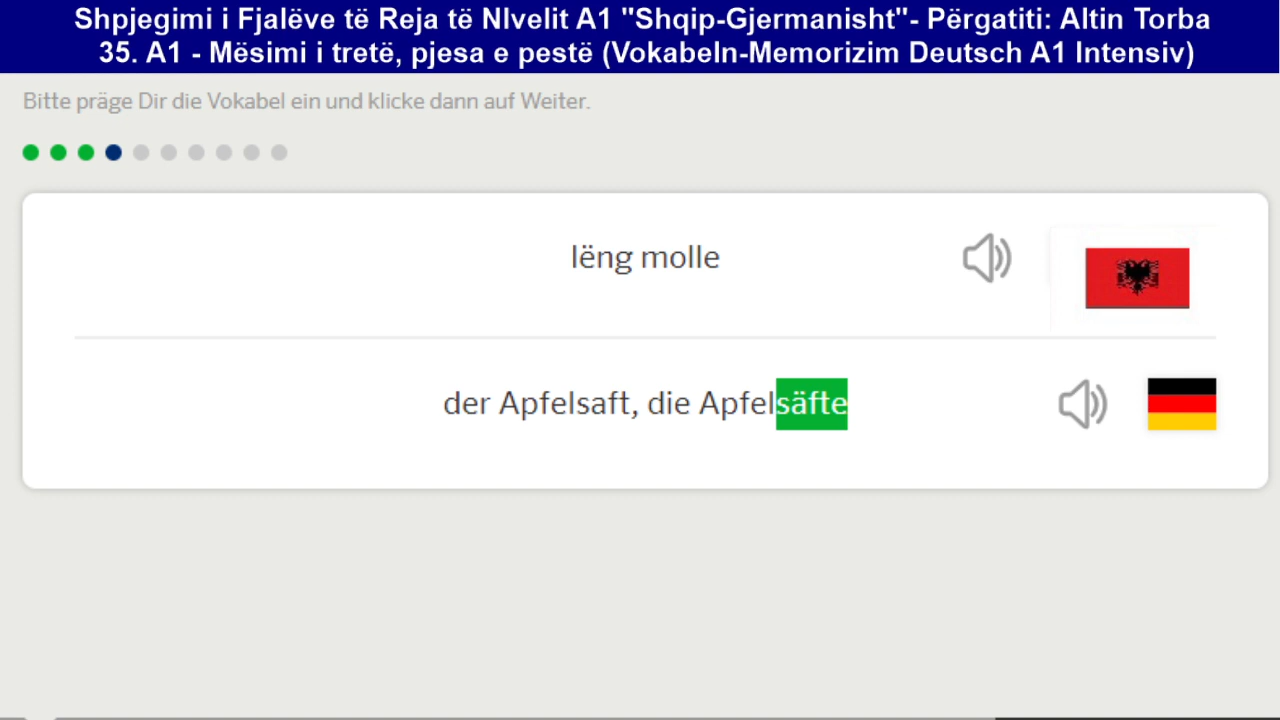 Shpjegimi i Fjalëve të Reja të NIvelit A1 "Shqip-Gjermanisht"- Përgatiti: Altin Torba
35. A1 - Mësimi i tretë, pjesa e pestë (Vokabeln-Memorizim Deutsch A1 Intensiv)
Bitte präge Dir die Vokabel ein und klicke dann auf Weiter.
lëng molle
der Apfelsaft, die Apfelsäfte